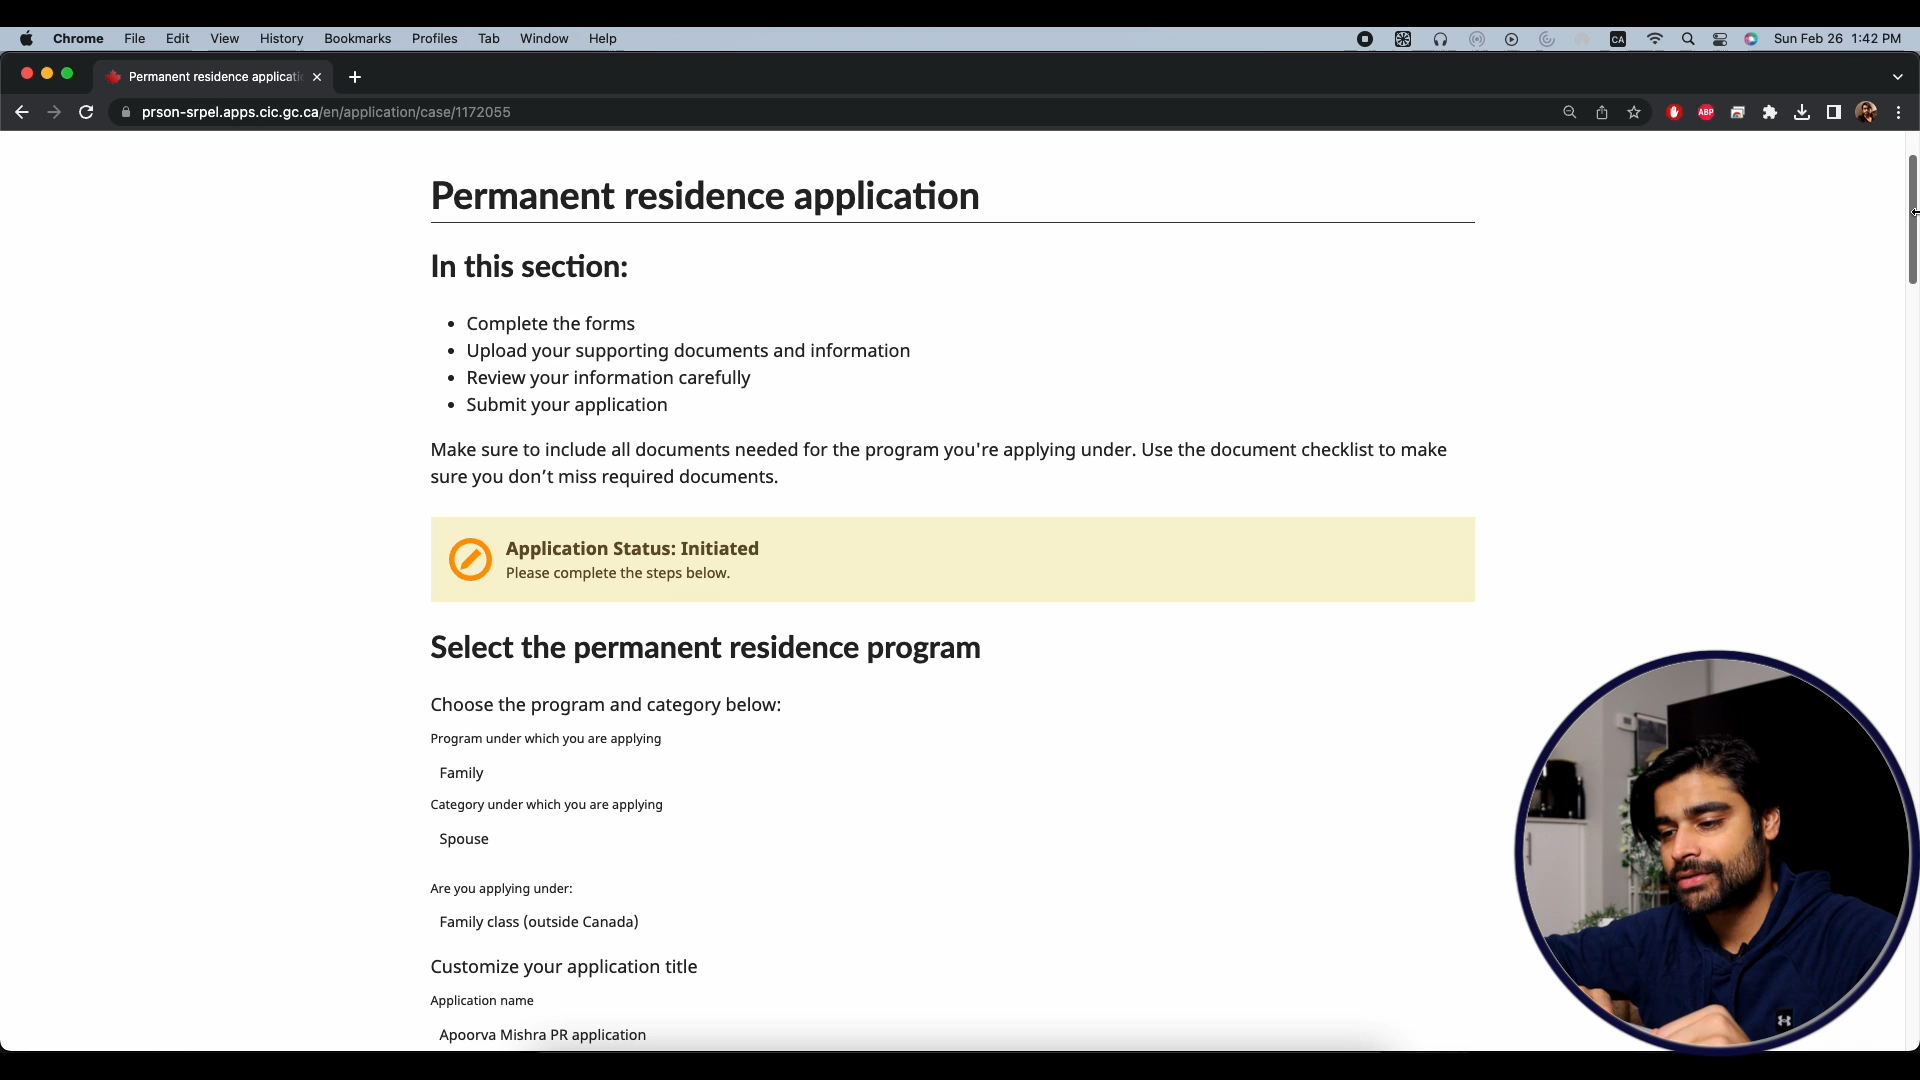 Chrome File Edit View History Bookmarks Profiles Tab Window Help CA Sun Feb 26 1:42 PM
Permanent residence applicati
prson-srpel.apps.cic.gc.ca/en/application/case/1172055 ABP
Permanent residence application
In this section:
• Complete the forms
• Upload your supporting documents and information
• Review your information carefully
• Submit your application
Make sure to include all documents needed for the program you're applying under. Use the document checklist to make
sure you don’t miss required documents.
Application Status: Initiated
Please complete the steps below.
Select the permanent residence program
Choose the program and category below:
Program under which you are applying
Family
Category under which you are applying
Spouse
Are you applying under:
Family class (outside Canada)
Customize your application title
Application name
Apoorva Mishra PR application